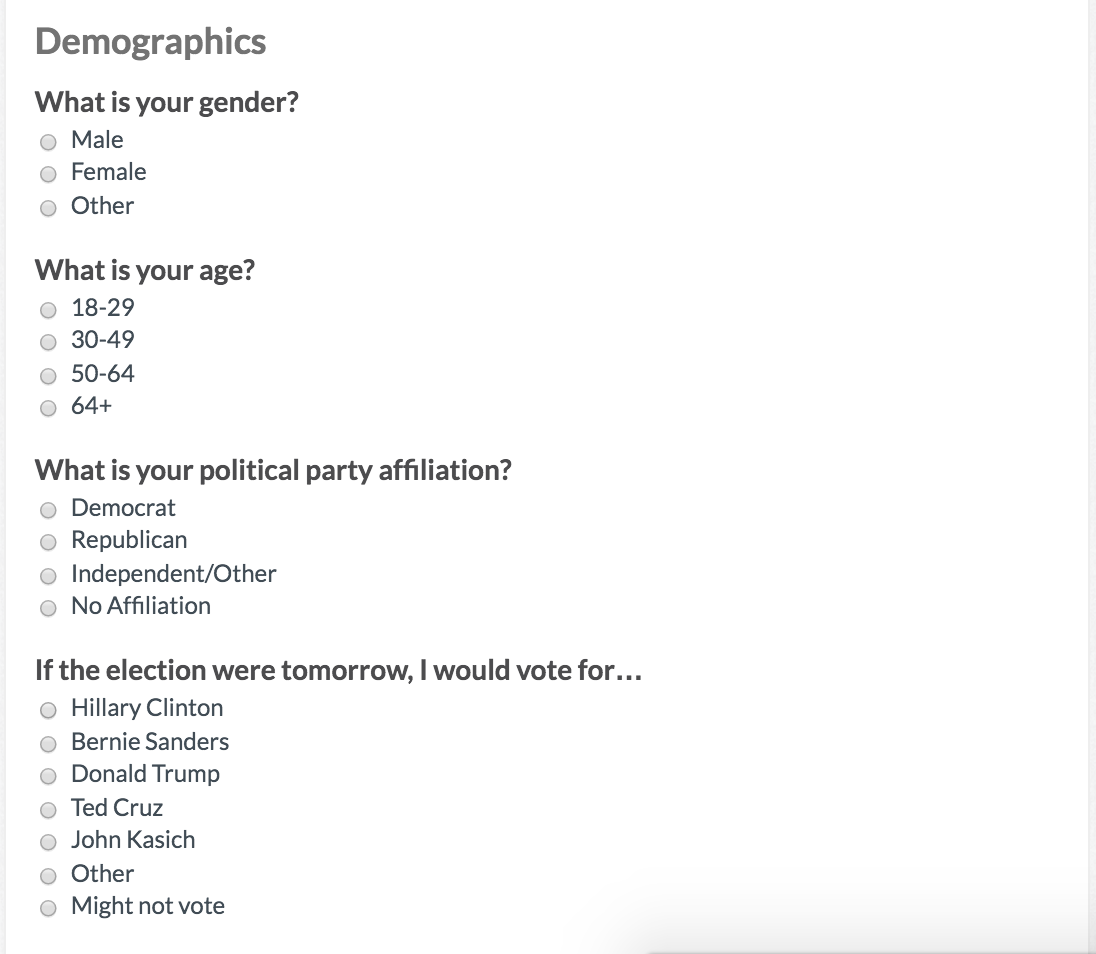 Demographics
What is your gender?
Male
Female
Other
What is your age?
18-29
30-49
50-64
64+
What is your political party affiliation?
Democrat
Republican
Independent/Other
No Affiliation
If the election were tomorrow, I would vote for...
Hillary Clinton
Bernie Sanders
Donald Trump
Ted Cruz
John Kasich
Other
Might not vote